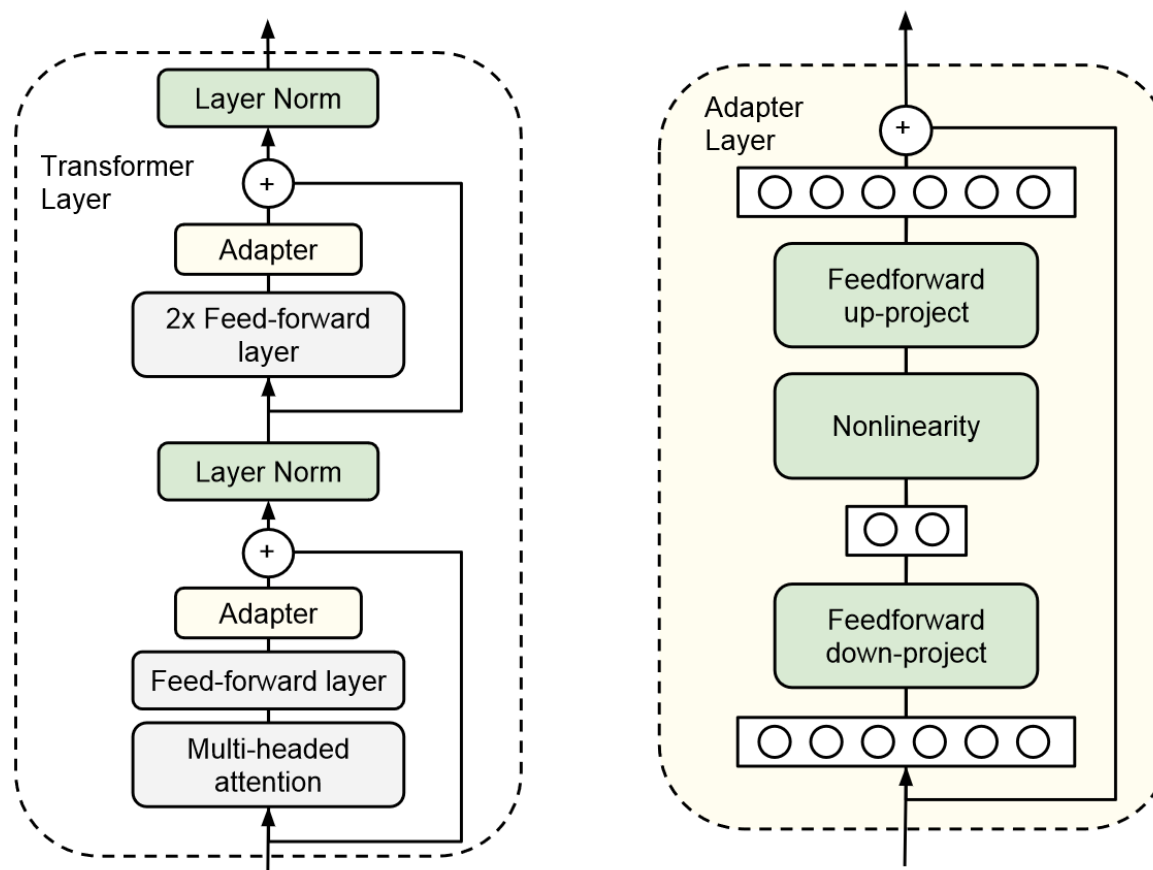 Layer Norm
Transformer
Layer
+
Adapter
2x Feed-forward
layer
Layer Norm
+
Adapter
Feed-forward layer
Multi-headed
attention
Adapter
Layer
+
Feedforward
up-project
Nonlinearity
Feedforward
down-project